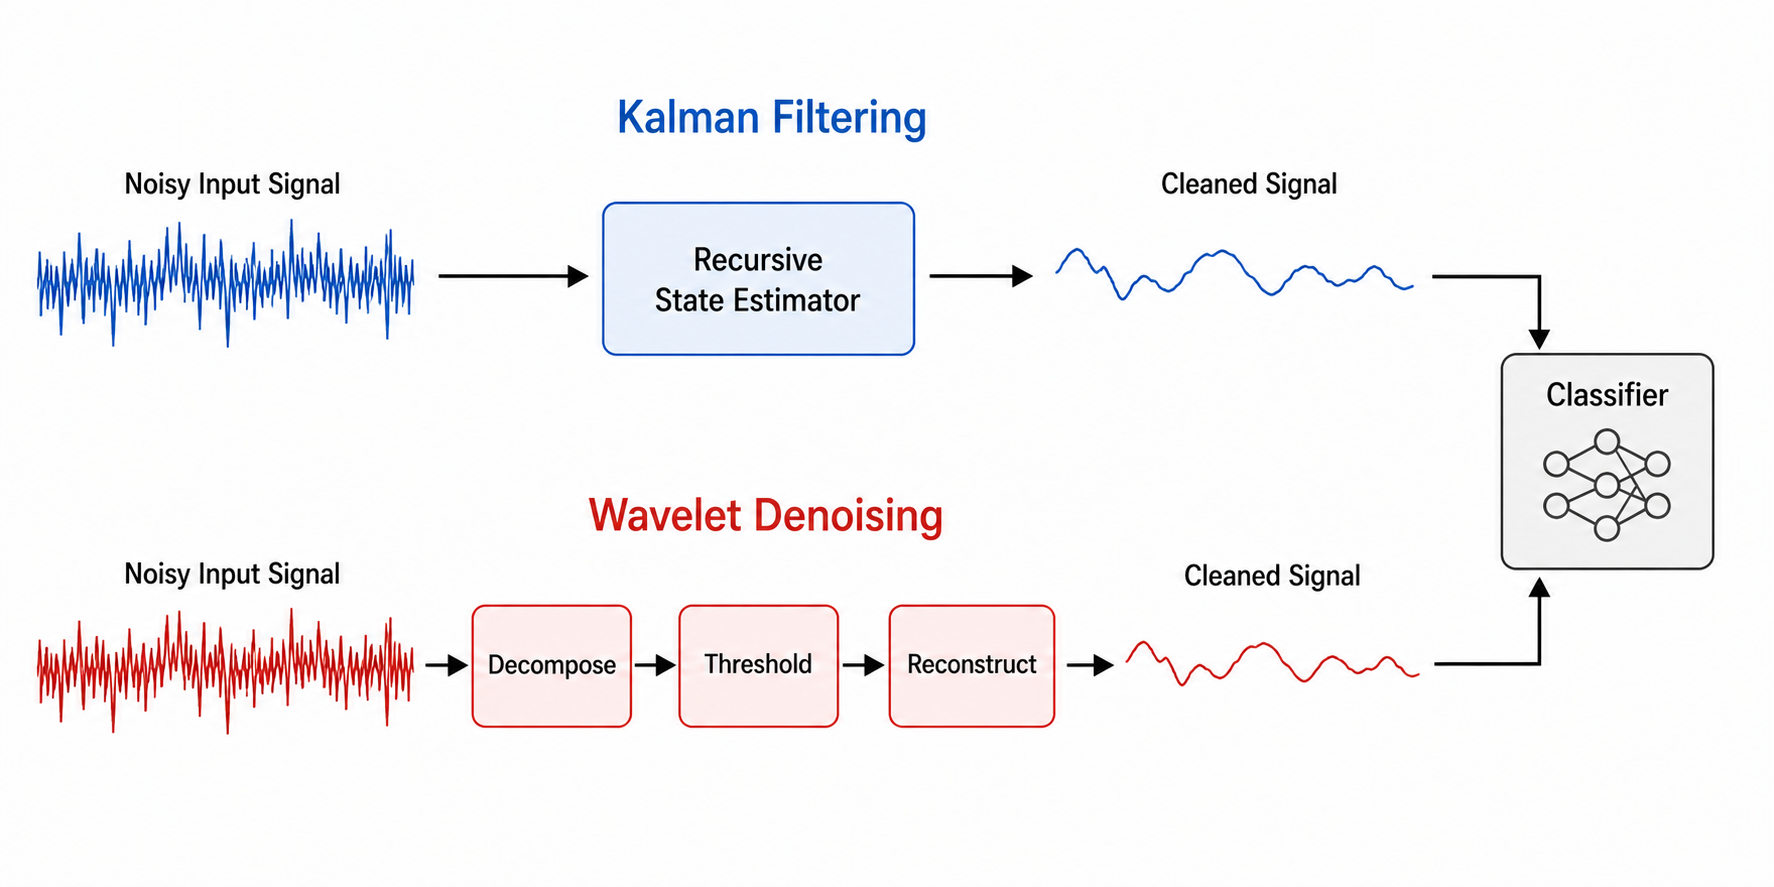 Kalman Filtering
Noisy Input Signal
Recursive
State Estimator
Cleaned Signal
Classifier
Wavelet Denoising
Noisy Input Signal
Decompose
Threshold
Reconstruct
Cleaned Signal